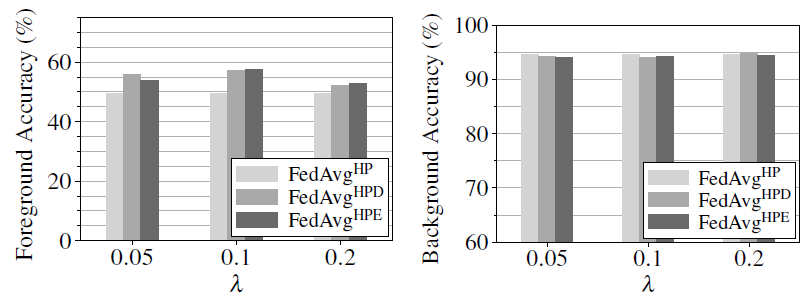 Foreground Accuracy (%)
60
40
20
0
0.05 0.1 0.2
λ
FedAvg^HP
FedAvg^HPD
FedAvg^HPE
Background Accuracy (%)
100
90
80
70
60
0.05 0.1 0.2
λ
FedAvg^HP
FedAvg^HPD
FedAvg^HPE